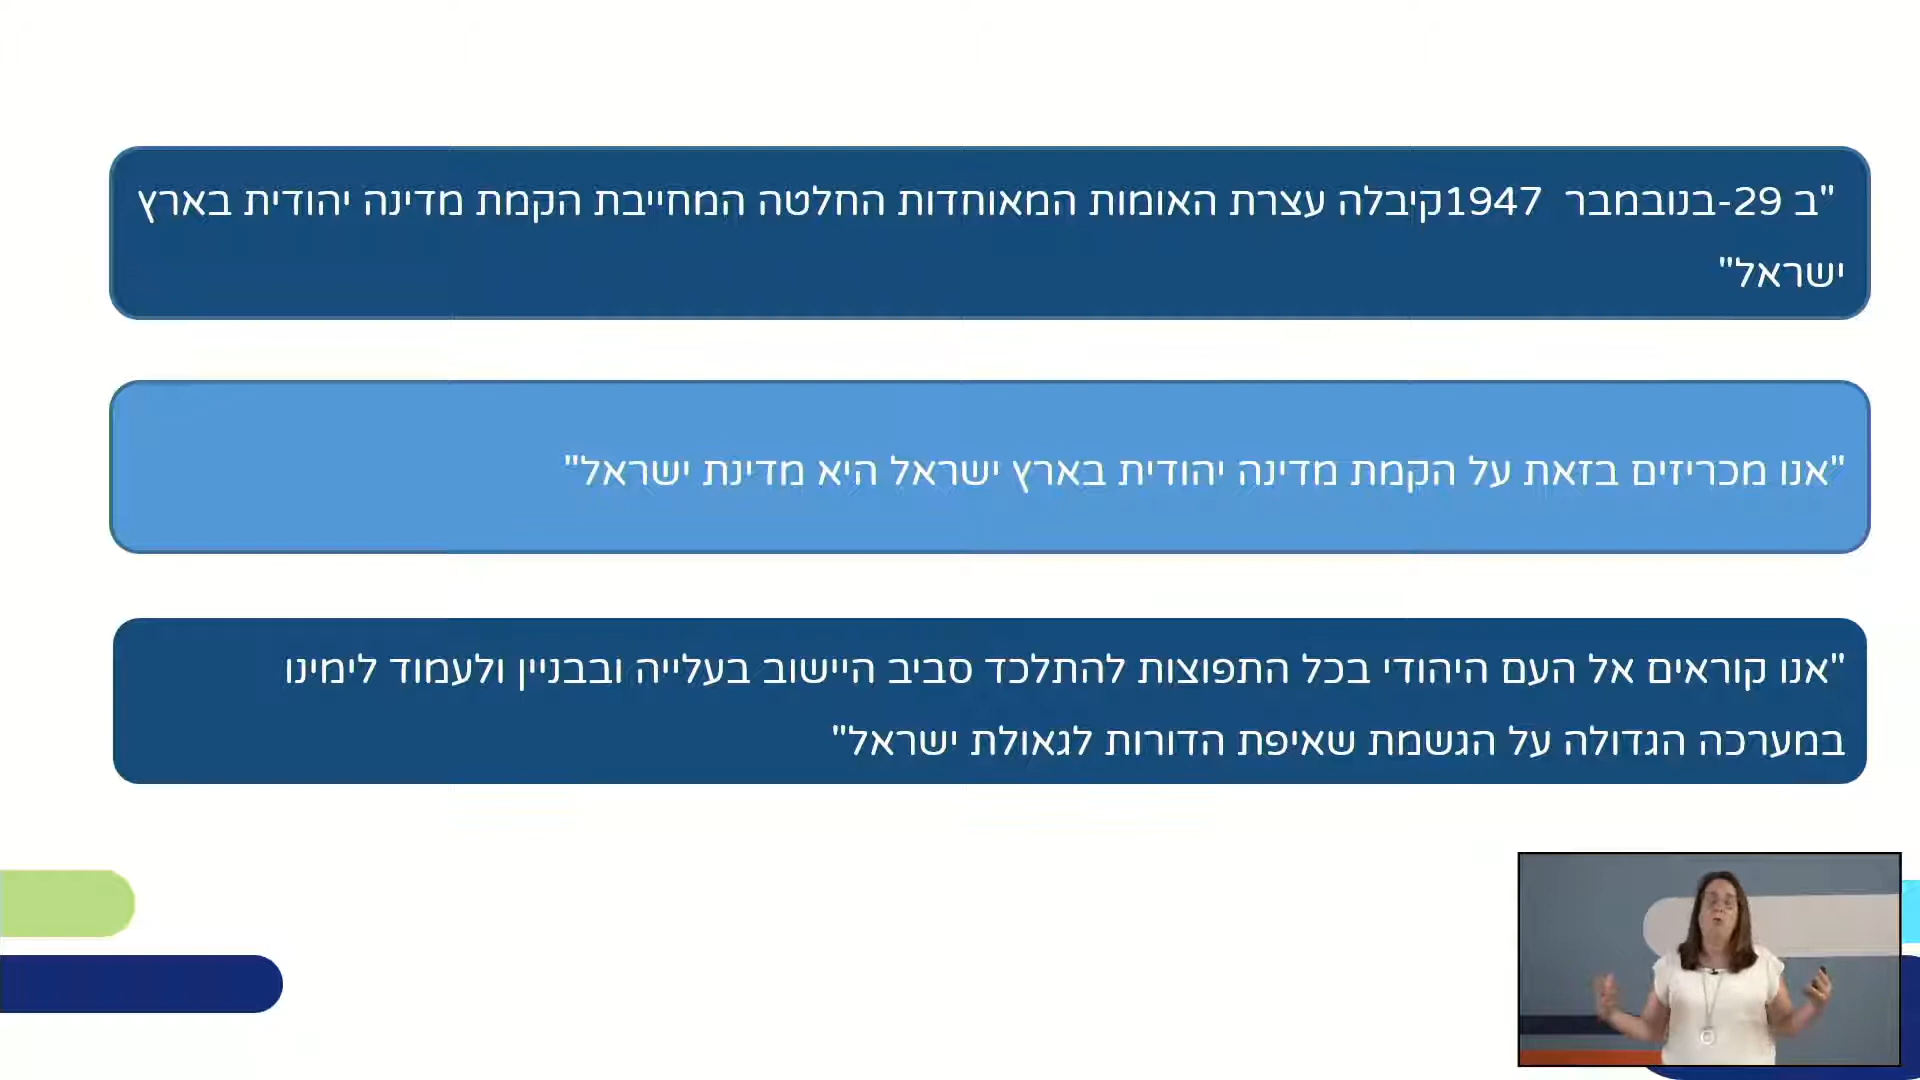 "ב 29-בנובמבר 1947קיבלה עצרת האומות המאוחדות החלטה המחייבת הקמת מדינה יהודית בארץ
ישראל"
"אנו מכריזים בזאת על הקמת מדינה יהודית בארץ ישראל היא מדינת ישראל"
"אנו קוראים אל העם היהודי בכל התפוצות להתלכד סביב היישוב בעלייה ובבניין ולעמוד לימינו
במערכה הגדולה על הגשמת שאיפת הדורות לגאולת ישראל"